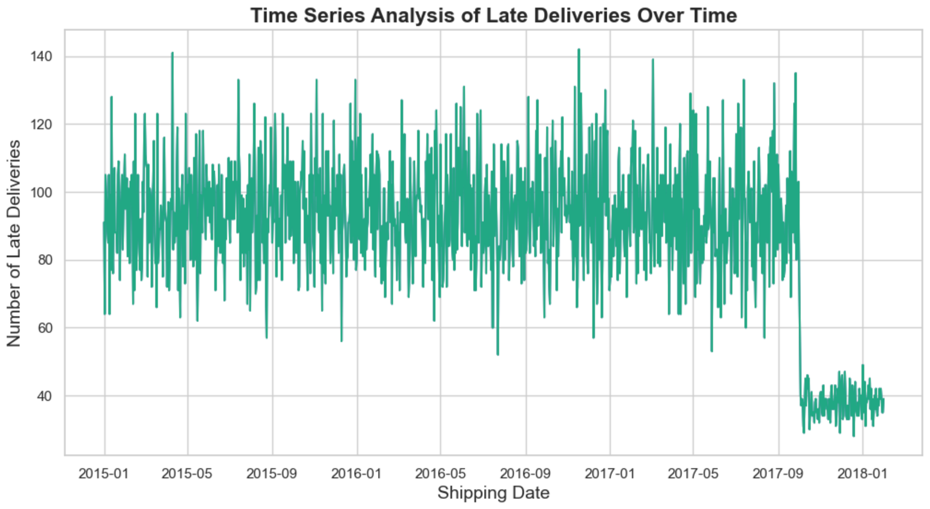 Time Series Analysis of Late Deliveries Over Time
Number of Late Deliveries
140
120
100
80
60
40
2015-01 2015-05 2015-09 2016-01 2016-05 2016-09 2017-01 2017-05 2017-09 2018-01
Shipping Date